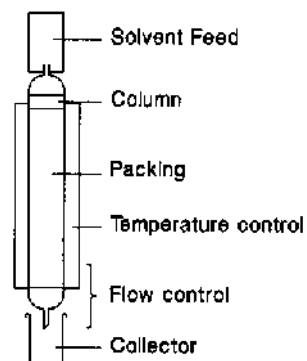 Solvent Feed
Column
Packing
Temperature control
Flow control
Collector